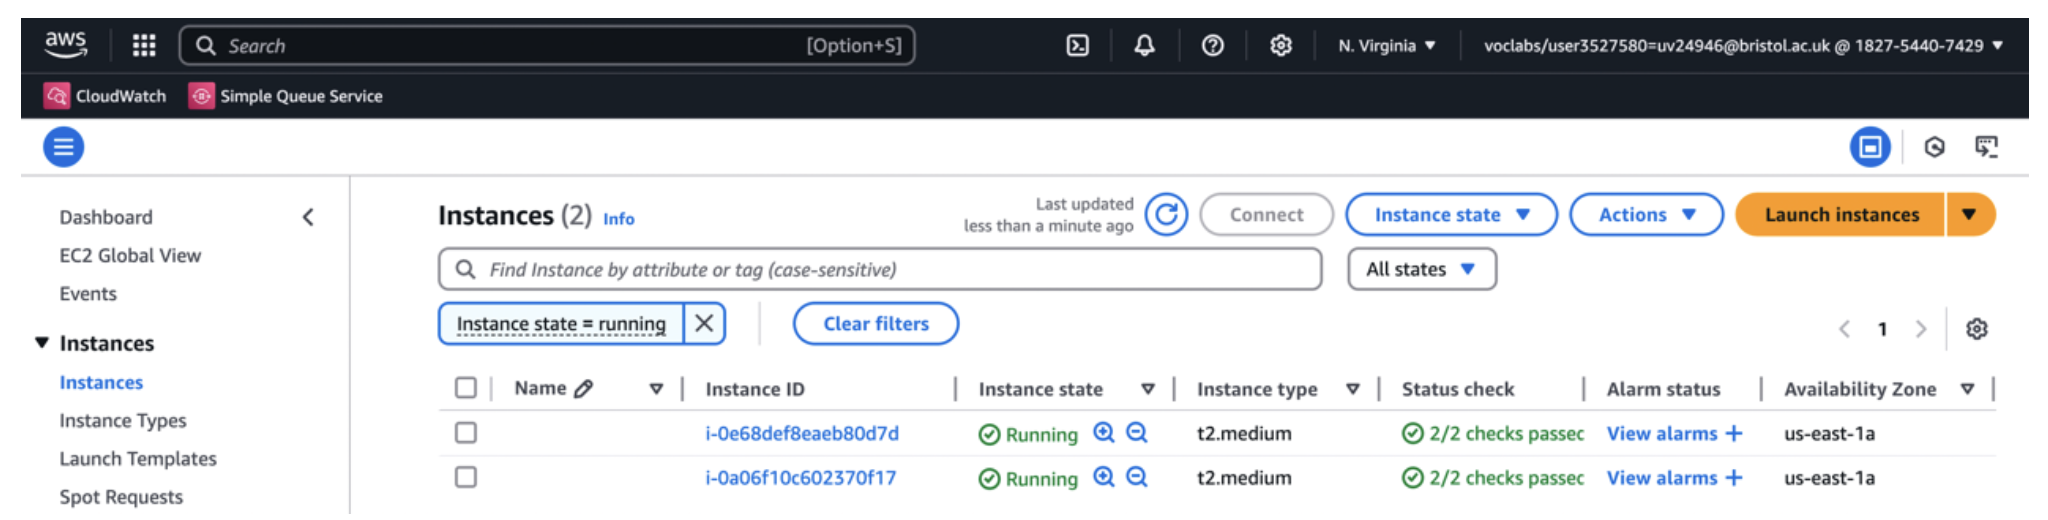 aws Search [Option+S] N. Virginia ▼ voclabs/user3527580=uv24946@bristol.ac.uk @ 1827-5440-7429 ▼
CloudWatch Simple Queue Service
Dashboard
EC2 Global View
Events
Instances
Instances
Instance Types
Launch Templates
Spot Requests
Instances (2) Info
Last updated
less than a minute ago
Connect Instance state ▼ Actions ▼ Launch instances ▼
Find Instance by attribute or tag (case-sensitive) All states ▼
Instance state = running Clear filters
< 1 >
Name Instance ID Instance state Instance type Status check Alarm status Availability Zone
i-0e68def8eaeb80d7d Running t2.medium 2/2 checks passec View alarms + us-east-1a
i-0a06f10c602370f17 Running t2.medium 2/2 checks passec View alarms + us-east-1a